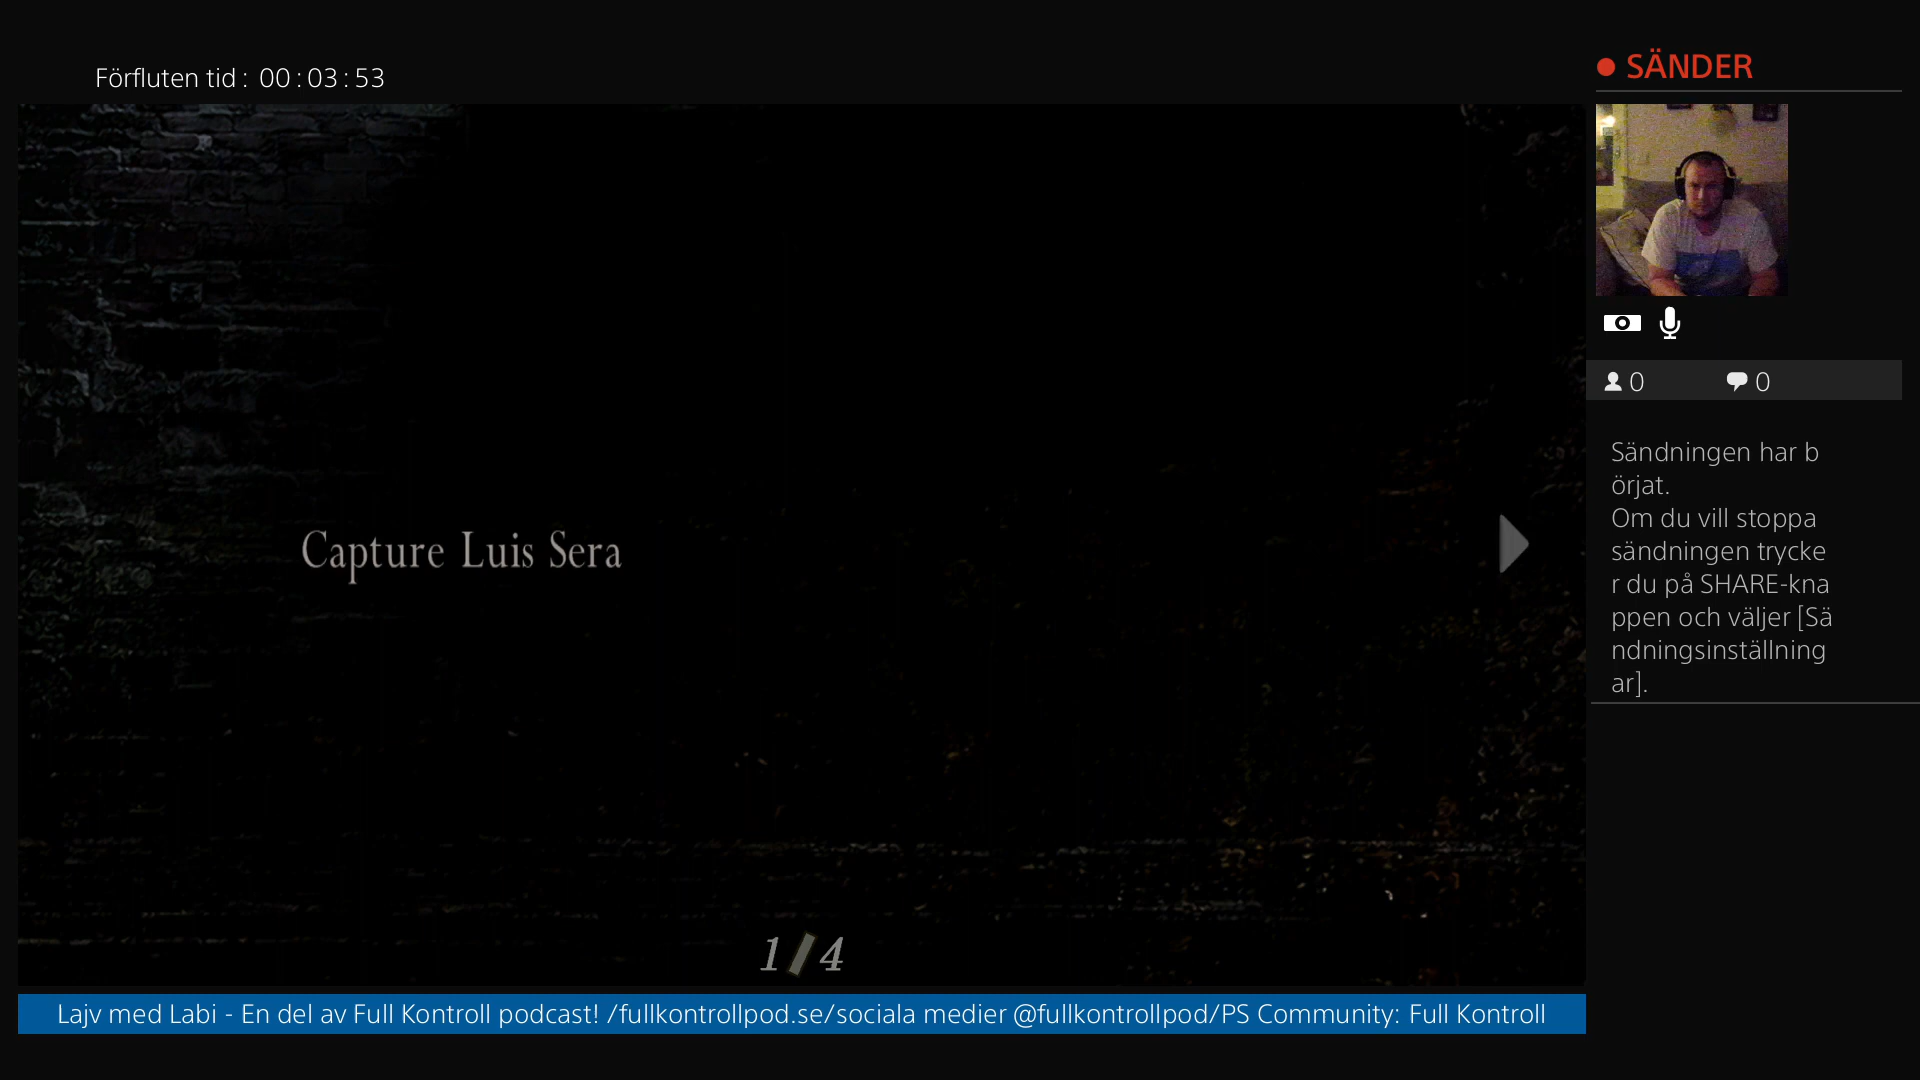 Förfluten tid : 00 : 03 : 53
SÄNDER
0 0
Sändningen har b
örjat.
Om du vill stoppa
sändningen trycke
r du på SHARE-kna
ppen och väljer [Sä
ndningsinställning
ar].
Capture Luis Sera
1/4
Lajv med Labi - En del av Full Kontroll podcast! /fullkontrollpod.se/sociala medier @fullkontrollpod/PS Community: Full Kontroll